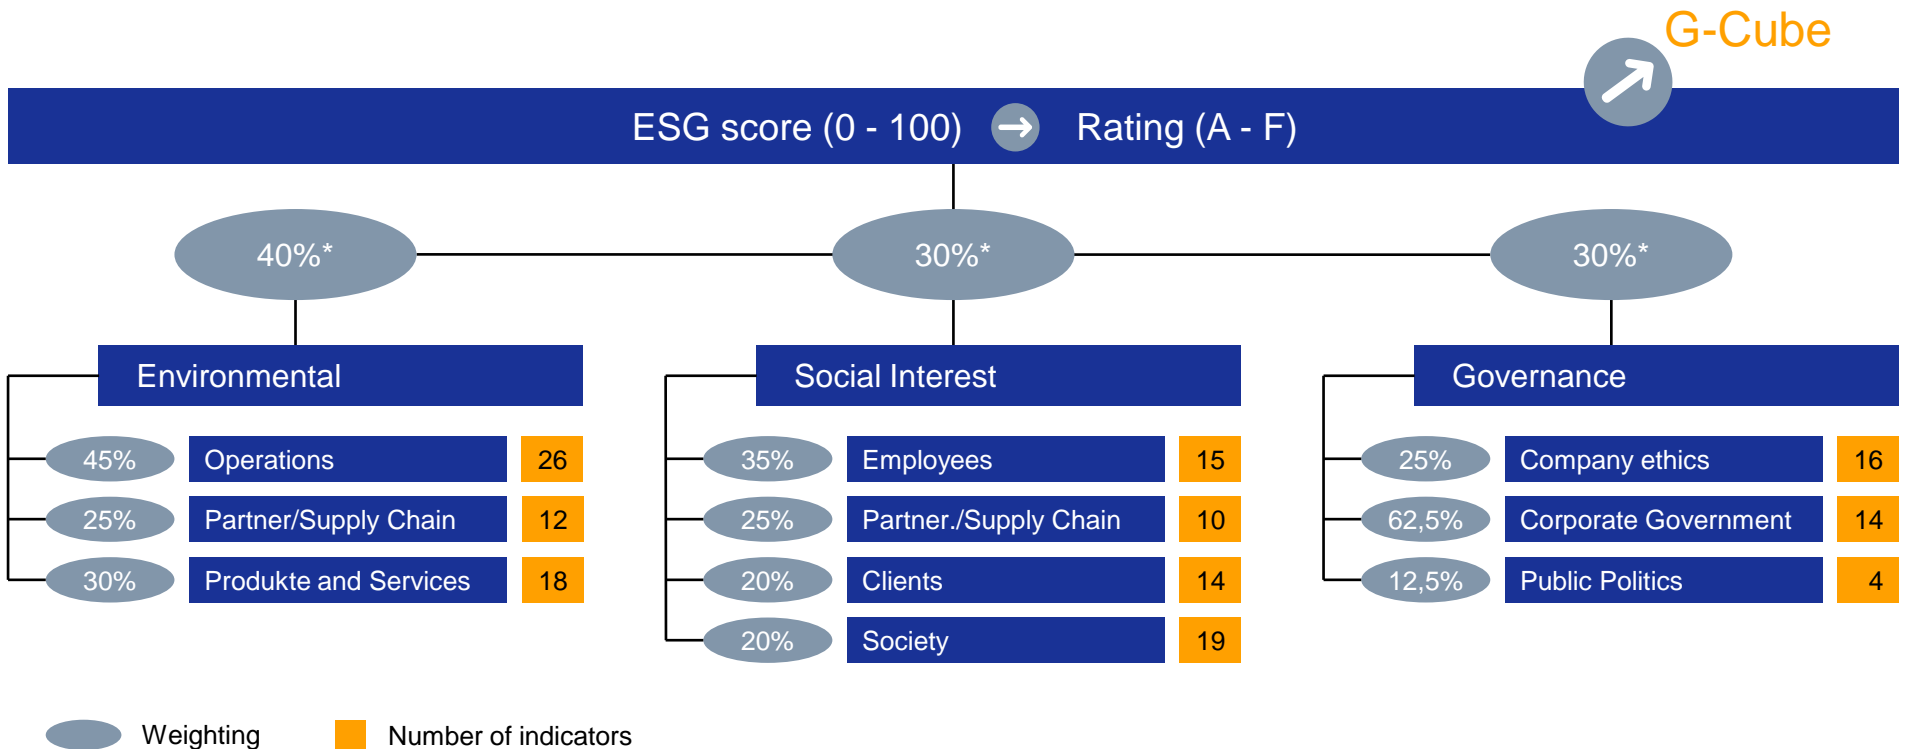 G-Cube
ESG score (0 - 100) Rating (A - F)
40%* 30%* 30%*
Environmental
45% Operations 26
25% Partner/Supply Chain 12
30% Produkte and Services 18
Social Interest
35% Employees 15
25% Partner./Supply Chain 10
20% Clients 14
20% Society 19
Governance
25% Company ethics 16
62,5% Corporate Government 14
12,5% Public Politics 4
Weighting Number of indicators